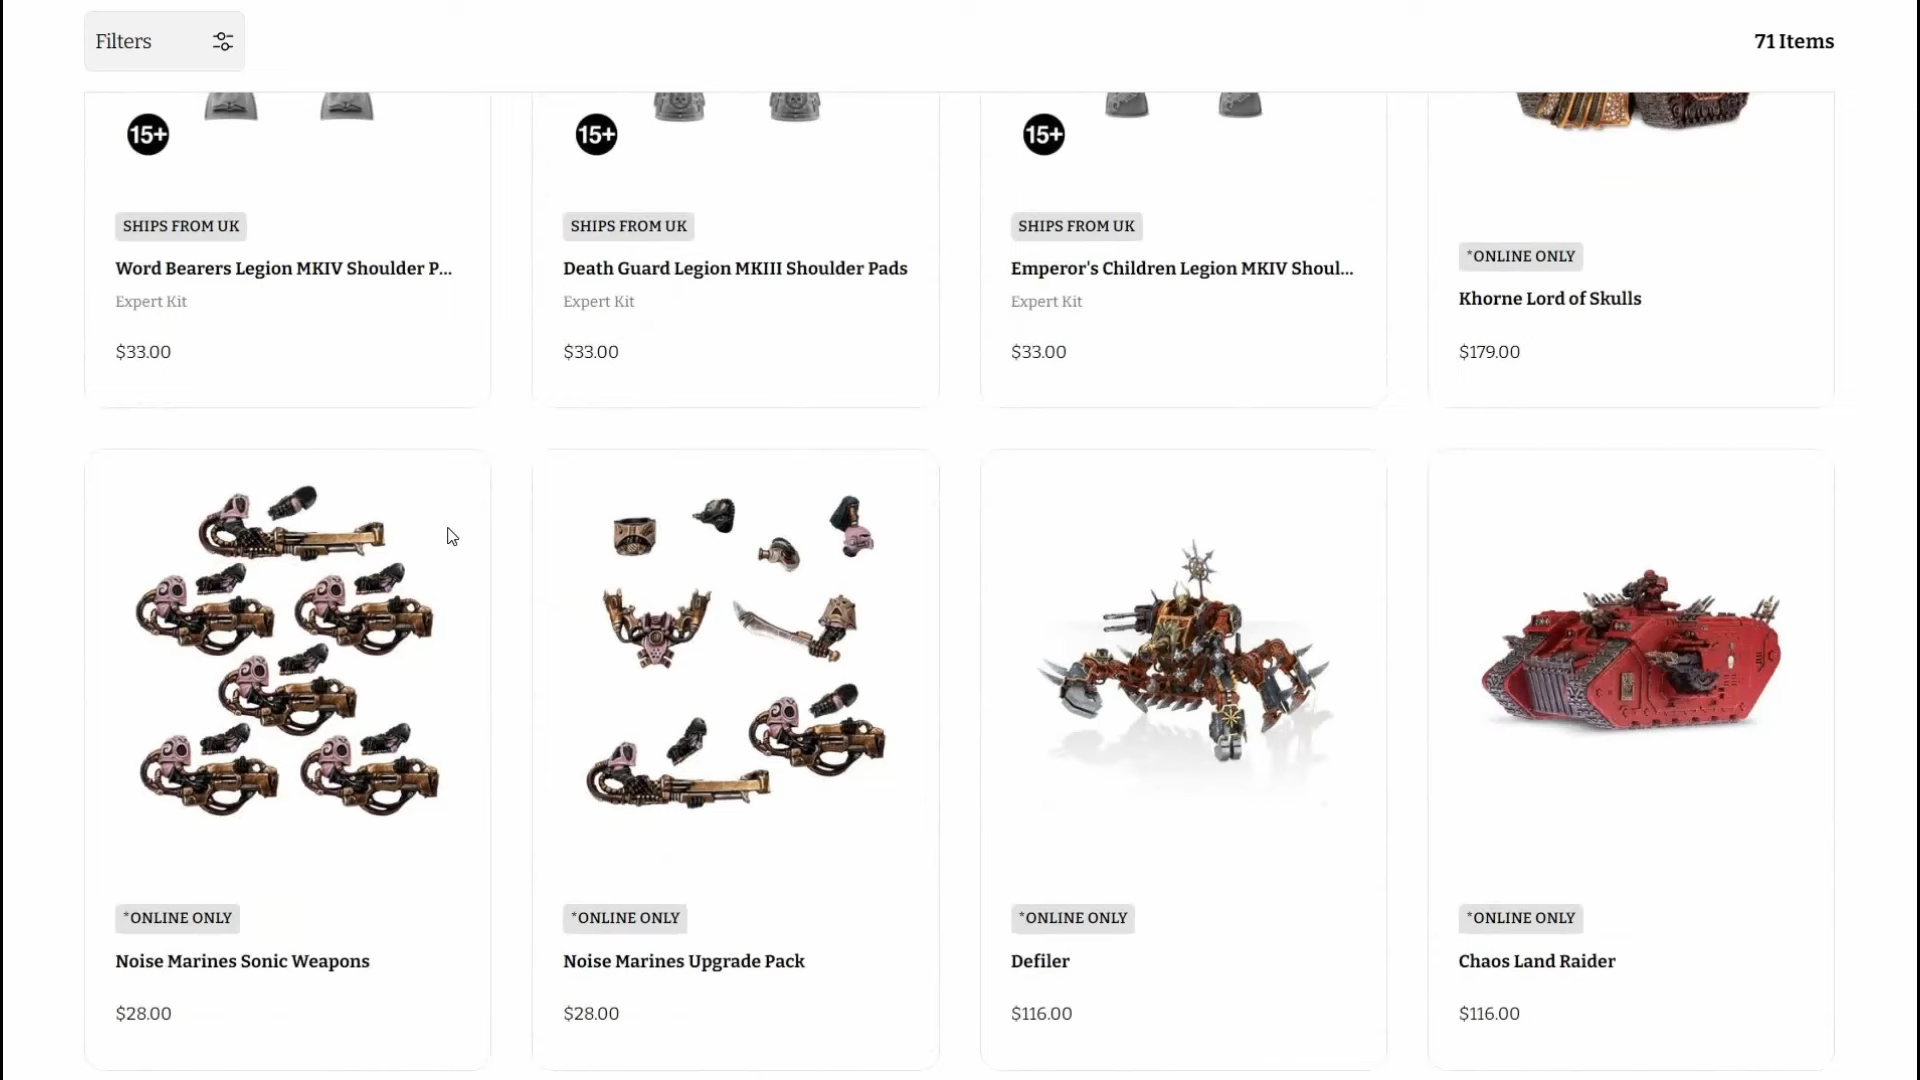 Filters
71 Items
15+
15+
15+
SHIPS FROM UK
SHIPS FROM UK
SHIPS FROM UK
*ONLINE ONLY
Word Bearers Legion MKIV Shoulder P...
Death Guard Legion MKIII Shoulder Pads
Emperor's Children Legion MKIV Shoul...
Khorne Lord of Skulls
Expert Kit
Expert Kit
Expert Kit
$33.00
$33.00
$33.00
$179.00
*ONLINE ONLY
*ONLINE ONLY
*ONLINE ONLY
*ONLINE ONLY
Noise Marines Sonic Weapons
Noise Marines Upgrade Pack
Defiler
Chaos Land Raider
$28.00
$28.00
$116.00
$116.00